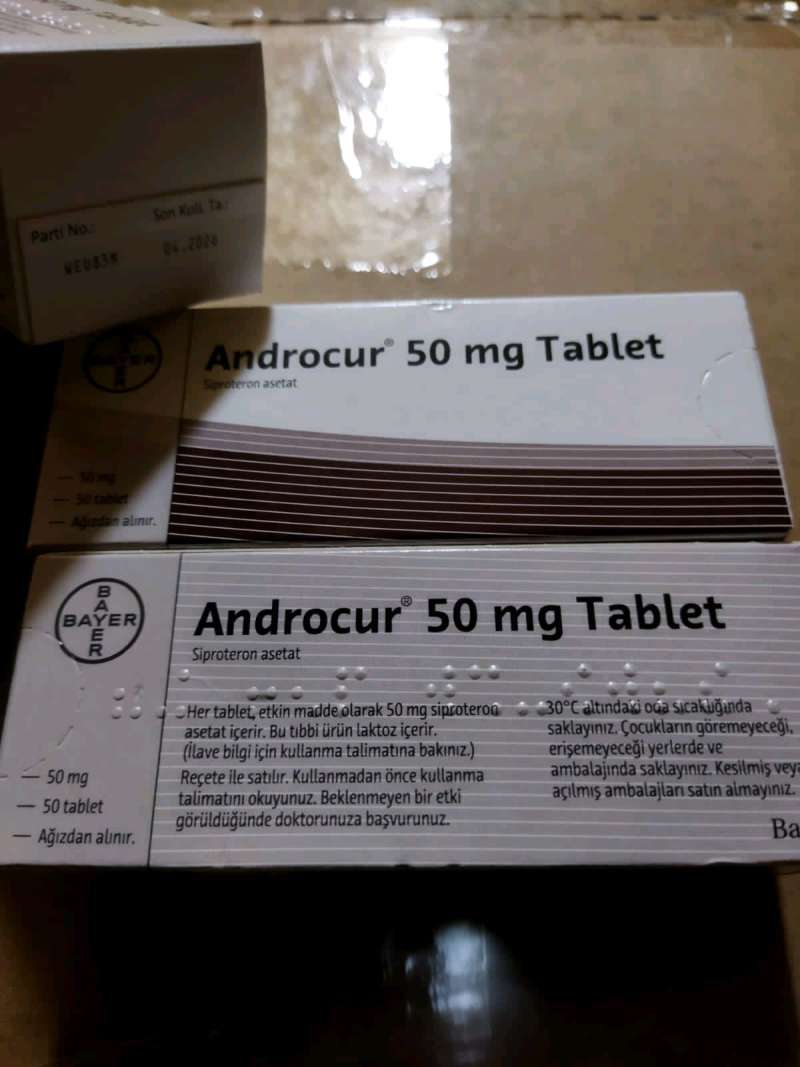 Parti No.:
Son Kull. Ta.:
WEU83M
04.2026
BAYER
Androcur® 50 mg Tablet
Siproteron asetat
— 50 mg
— 50 tablet
— Ağızdan alınır.
BAYER
BAYER
Androcur® 50 mg Tablet
Siproteron asetat
Her tablet, etkin madde olarak 50 mg siproteron
asetat içerir. Bu tıbbi ürün laktoz içerir.
(İlave bilgi için kullanma talimatına bakınız.)
Reçete ile satılır. Kullanmadan önce kullanma
talimatını okuyunuz. Beklenmeyen bir etki
görüldüğünde doktorunuza başvurunuz.
30°C altındaki oda sıcaklığında
saklayınız. Çocukların göremeyeceği,
erişemeyeceği yerlerde ve
ambalajında saklayınız. Kesilmiş veya
açılmış ambalajları satın almayınız.
Ba
— 50 mg
— 50 tablet
— Ağızdan alınır.